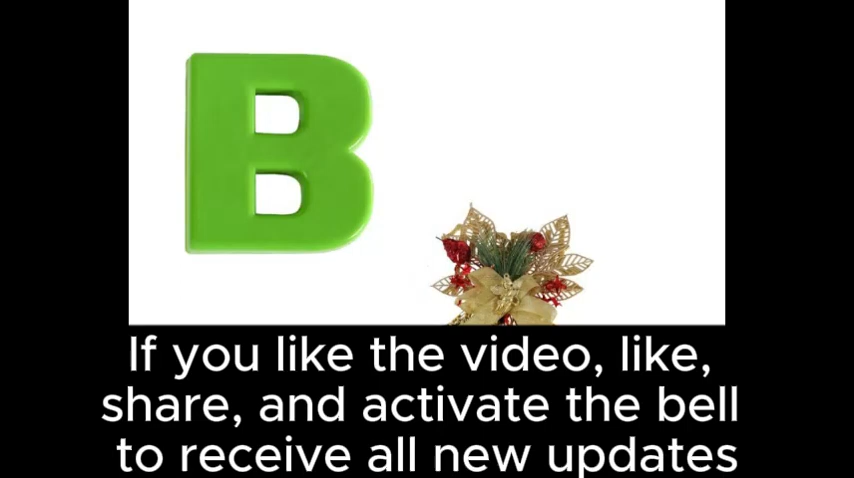 B
If you like the video, like,
share, and activate the bell
to receive all new updates